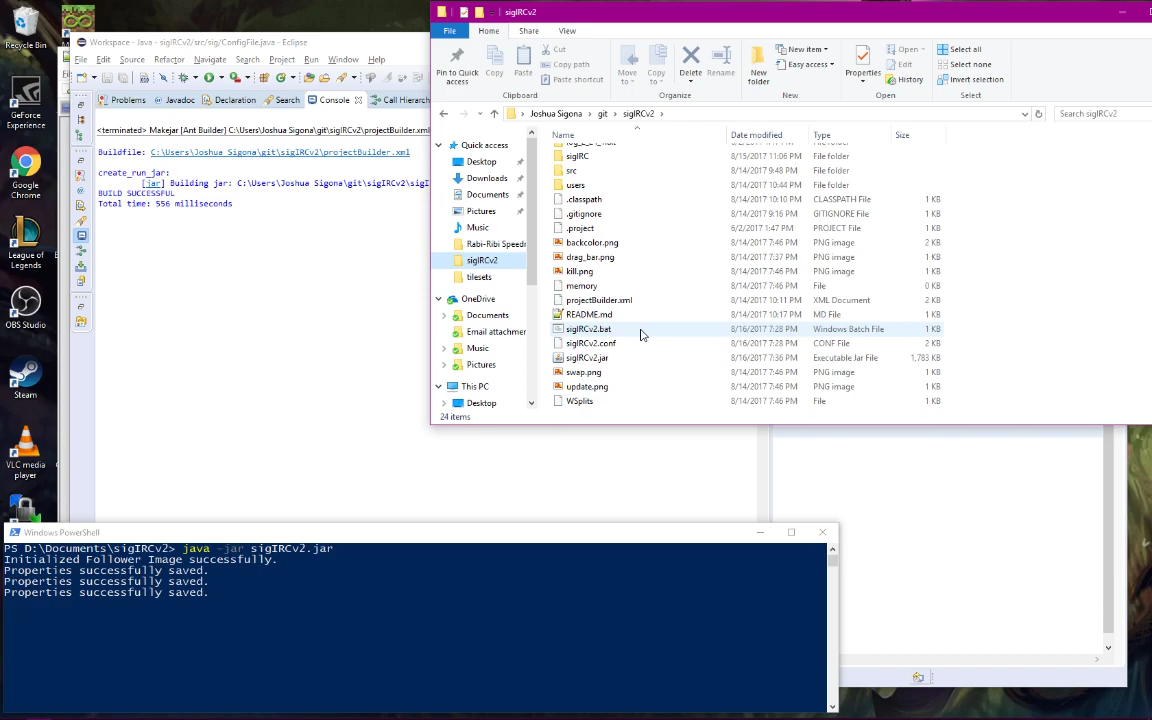 Recycle Bin
GeForce
Experience
Google
Chrome
League of
Legends
OBS Studio
Steam
VLC media
player
Workspace - Java - sigIRCv2/src/sig/ConfigFile.java - Eclipse
File Edit Source Refactor Navigate Search Project Run Window Help
Problems Javadoc Declaration Search Console Call Hierarch
<terminated> Makejar [Ant Builder] C:\Users\Joshua Sigona\git\sigIRCv2\projectBuilder.xml
Buildfile: C:\Users\Joshua Sigona\git\sigIRCv2\projectBuilder.xml
create_run_jar:
[jar] Building jar: C:\Users\Joshua Sigona\git\sigIRCv2\sigI
BUILD SUCCESSFUL
Total time: 556 milliseconds
sigIRCv2
File Home Share View
Pin to Quick
access
Copy
Paste
Cut
Copy path
Paste shortcut
Clipboard
Move
to
Copy
to
Delete
Rename
Organize
New
folder
New item
Easy access
New
Properties
Open
Edit
History
Open
Select all
Select none
Invert selection
Select
Joshua Sigona > git > sigIRCv2 >
Search sigIRCv2
Quick access
Desktop
Downloads
Documents
Pictures
Music
Rabi-Ribi Speedr
sigIRCv2
tilesets
OneDrive
Documents
Email attachmer
Music
Pictures
This PC
Desktop
24 items
Name Date modified Type Size
sigIRC 8/15/2017 11:06 PM File folder
src 8/15/2017 9:48 PM File folder
users 8/15/2017 10:44 PM File folder
.classpath 8/14/2017 10:10 PM CLASSPATH File 1 KB
.gitignore 8/14/2017 9:16 PM GITIGNORE File 1 KB
.project 6/2/2017 1:47 PM PROJECT File 1 KB
backcolor.png 8/14/2017 7:46 PM PNG image 2 KB
drag_bar.png 8/14/2017 7:37 PM PNG image 1 KB
kill.png 8/14/2017 7:46 PM PNG image 1 KB
memory 8/14/2017 7:46 PM File 0 KB
projectBuilder.xml 8/14/2017 10:11 PM XML Document 2 KB
README.md 8/14/2017 10:17 PM MD File 1 KB
sigIRCv2.bat 8/16/2017 7:28 PM Windows Batch File 1 KB
sigIRCv2.conf 8/16/2017 7:28 PM CONF File 2 KB
sigIRCv2.jar 8/16/2017 7:36 PM Executable Jar File 1,783 KB
swap.png 8/14/2017 7:46 PM PNG image 1 KB
update.png 8/14/2017 7:46 PM PNG image 1 KB
WSplits 8/14/2017 7:46 PM File 1 KB
Windows PowerShell
PS D:\Documents\sigIRCv2> java -jar sigIRCv2.jar
Initialized Follower Image successfully.
Properties successfully saved.
Properties successfully saved.
Properties successfully saved.